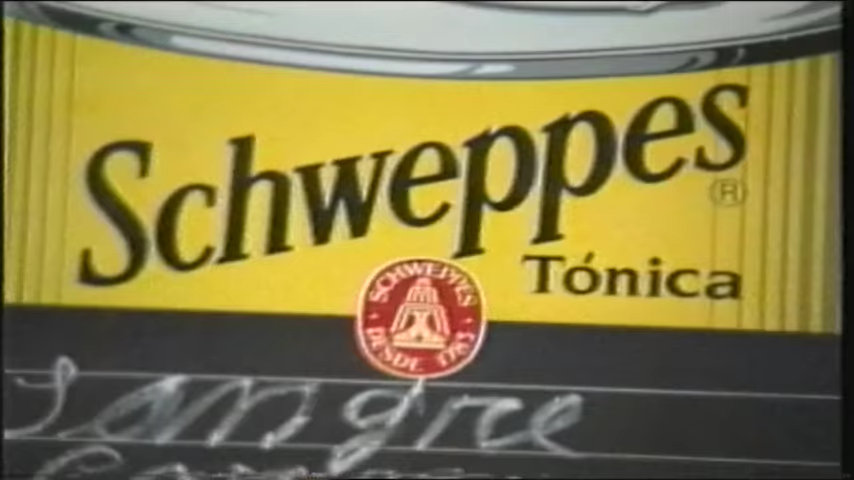 Schweppes
®
Tónica
SCHWEPPES
DESDE 1783
Sangre